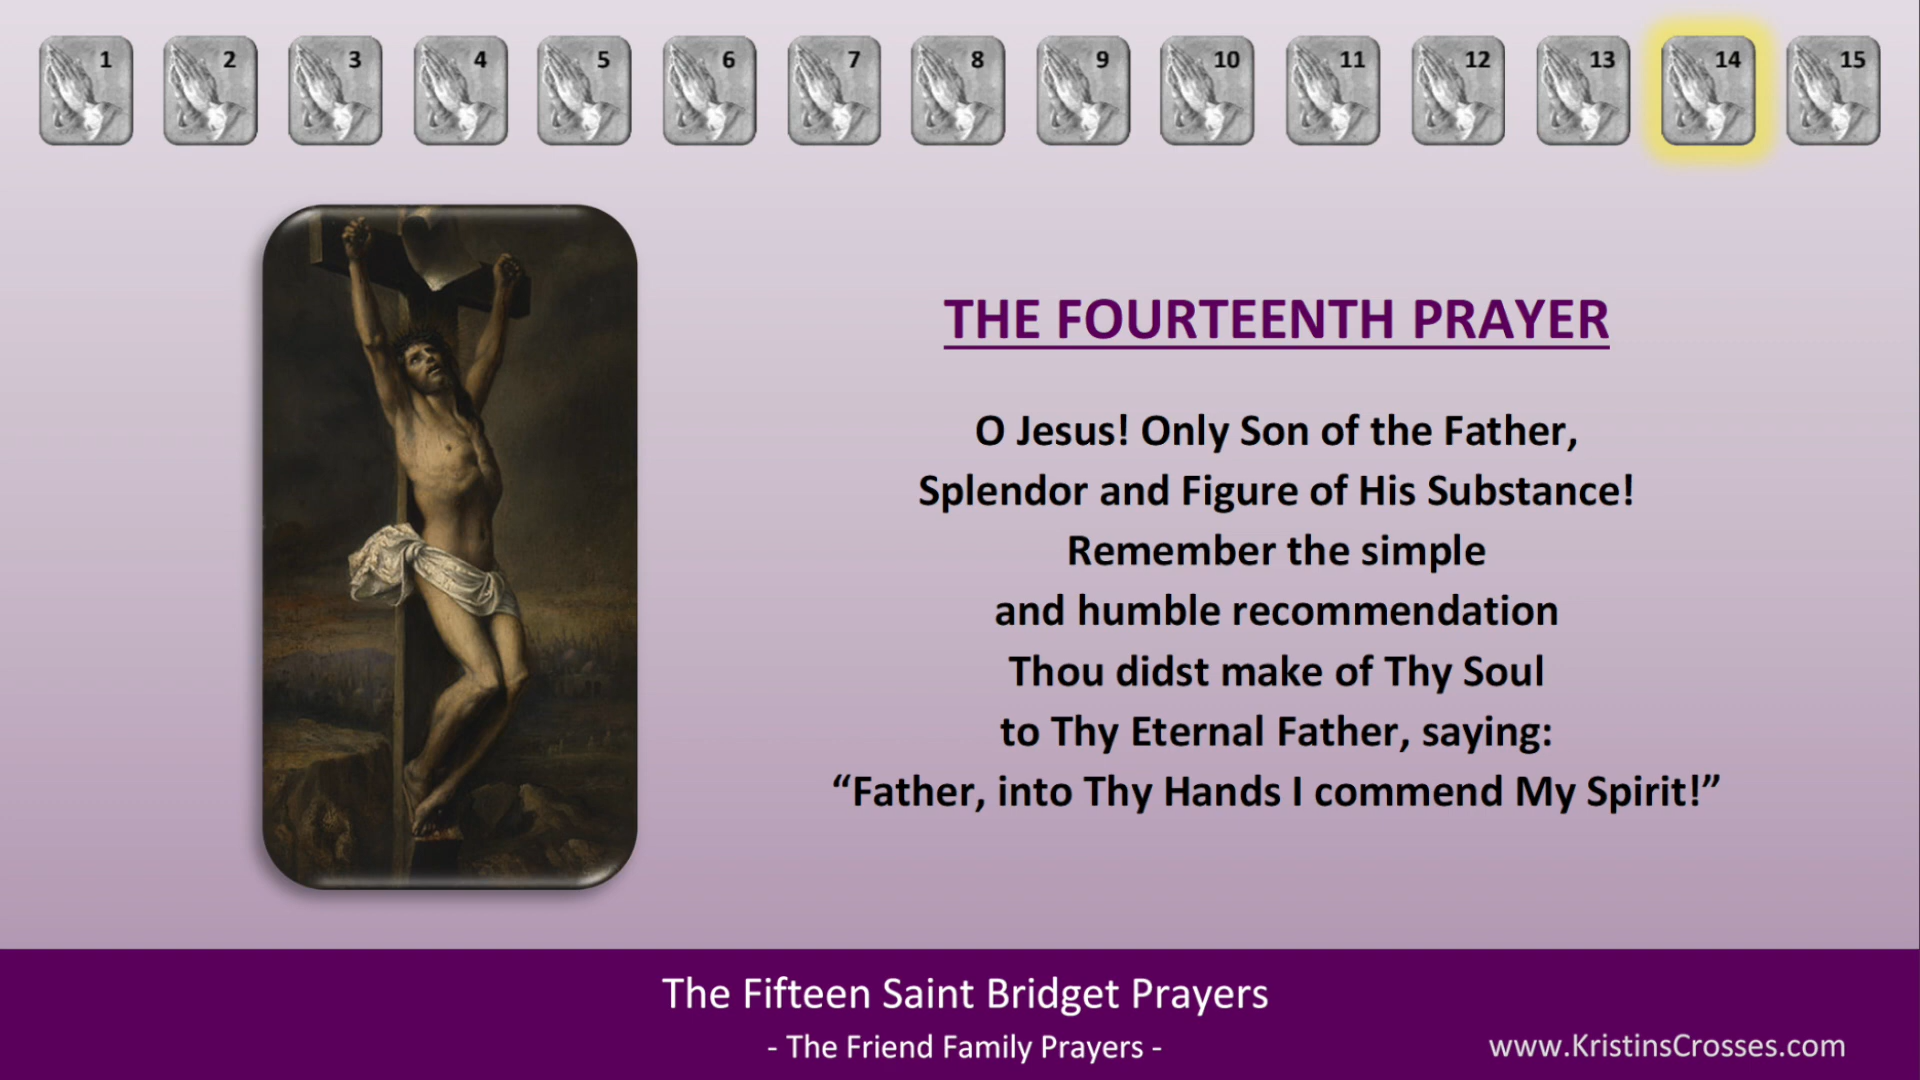 1 2 3 4 5 6 7 8 9 10 11 12 13 14 15
THE FOURTEENTH PRAYER
O Jesus! Only Son of the Father,
Splendor and Figure of His Substance!
Remember the simple
and humble recommendation
Thou didst make of Thy Soul
to Thy Eternal Father, saying:
“Father, into Thy Hands I commend My Spirit!”
The Fifteen Saint Bridget Prayers
- The Friend Family Prayers -
www.KristinsCrosses.com